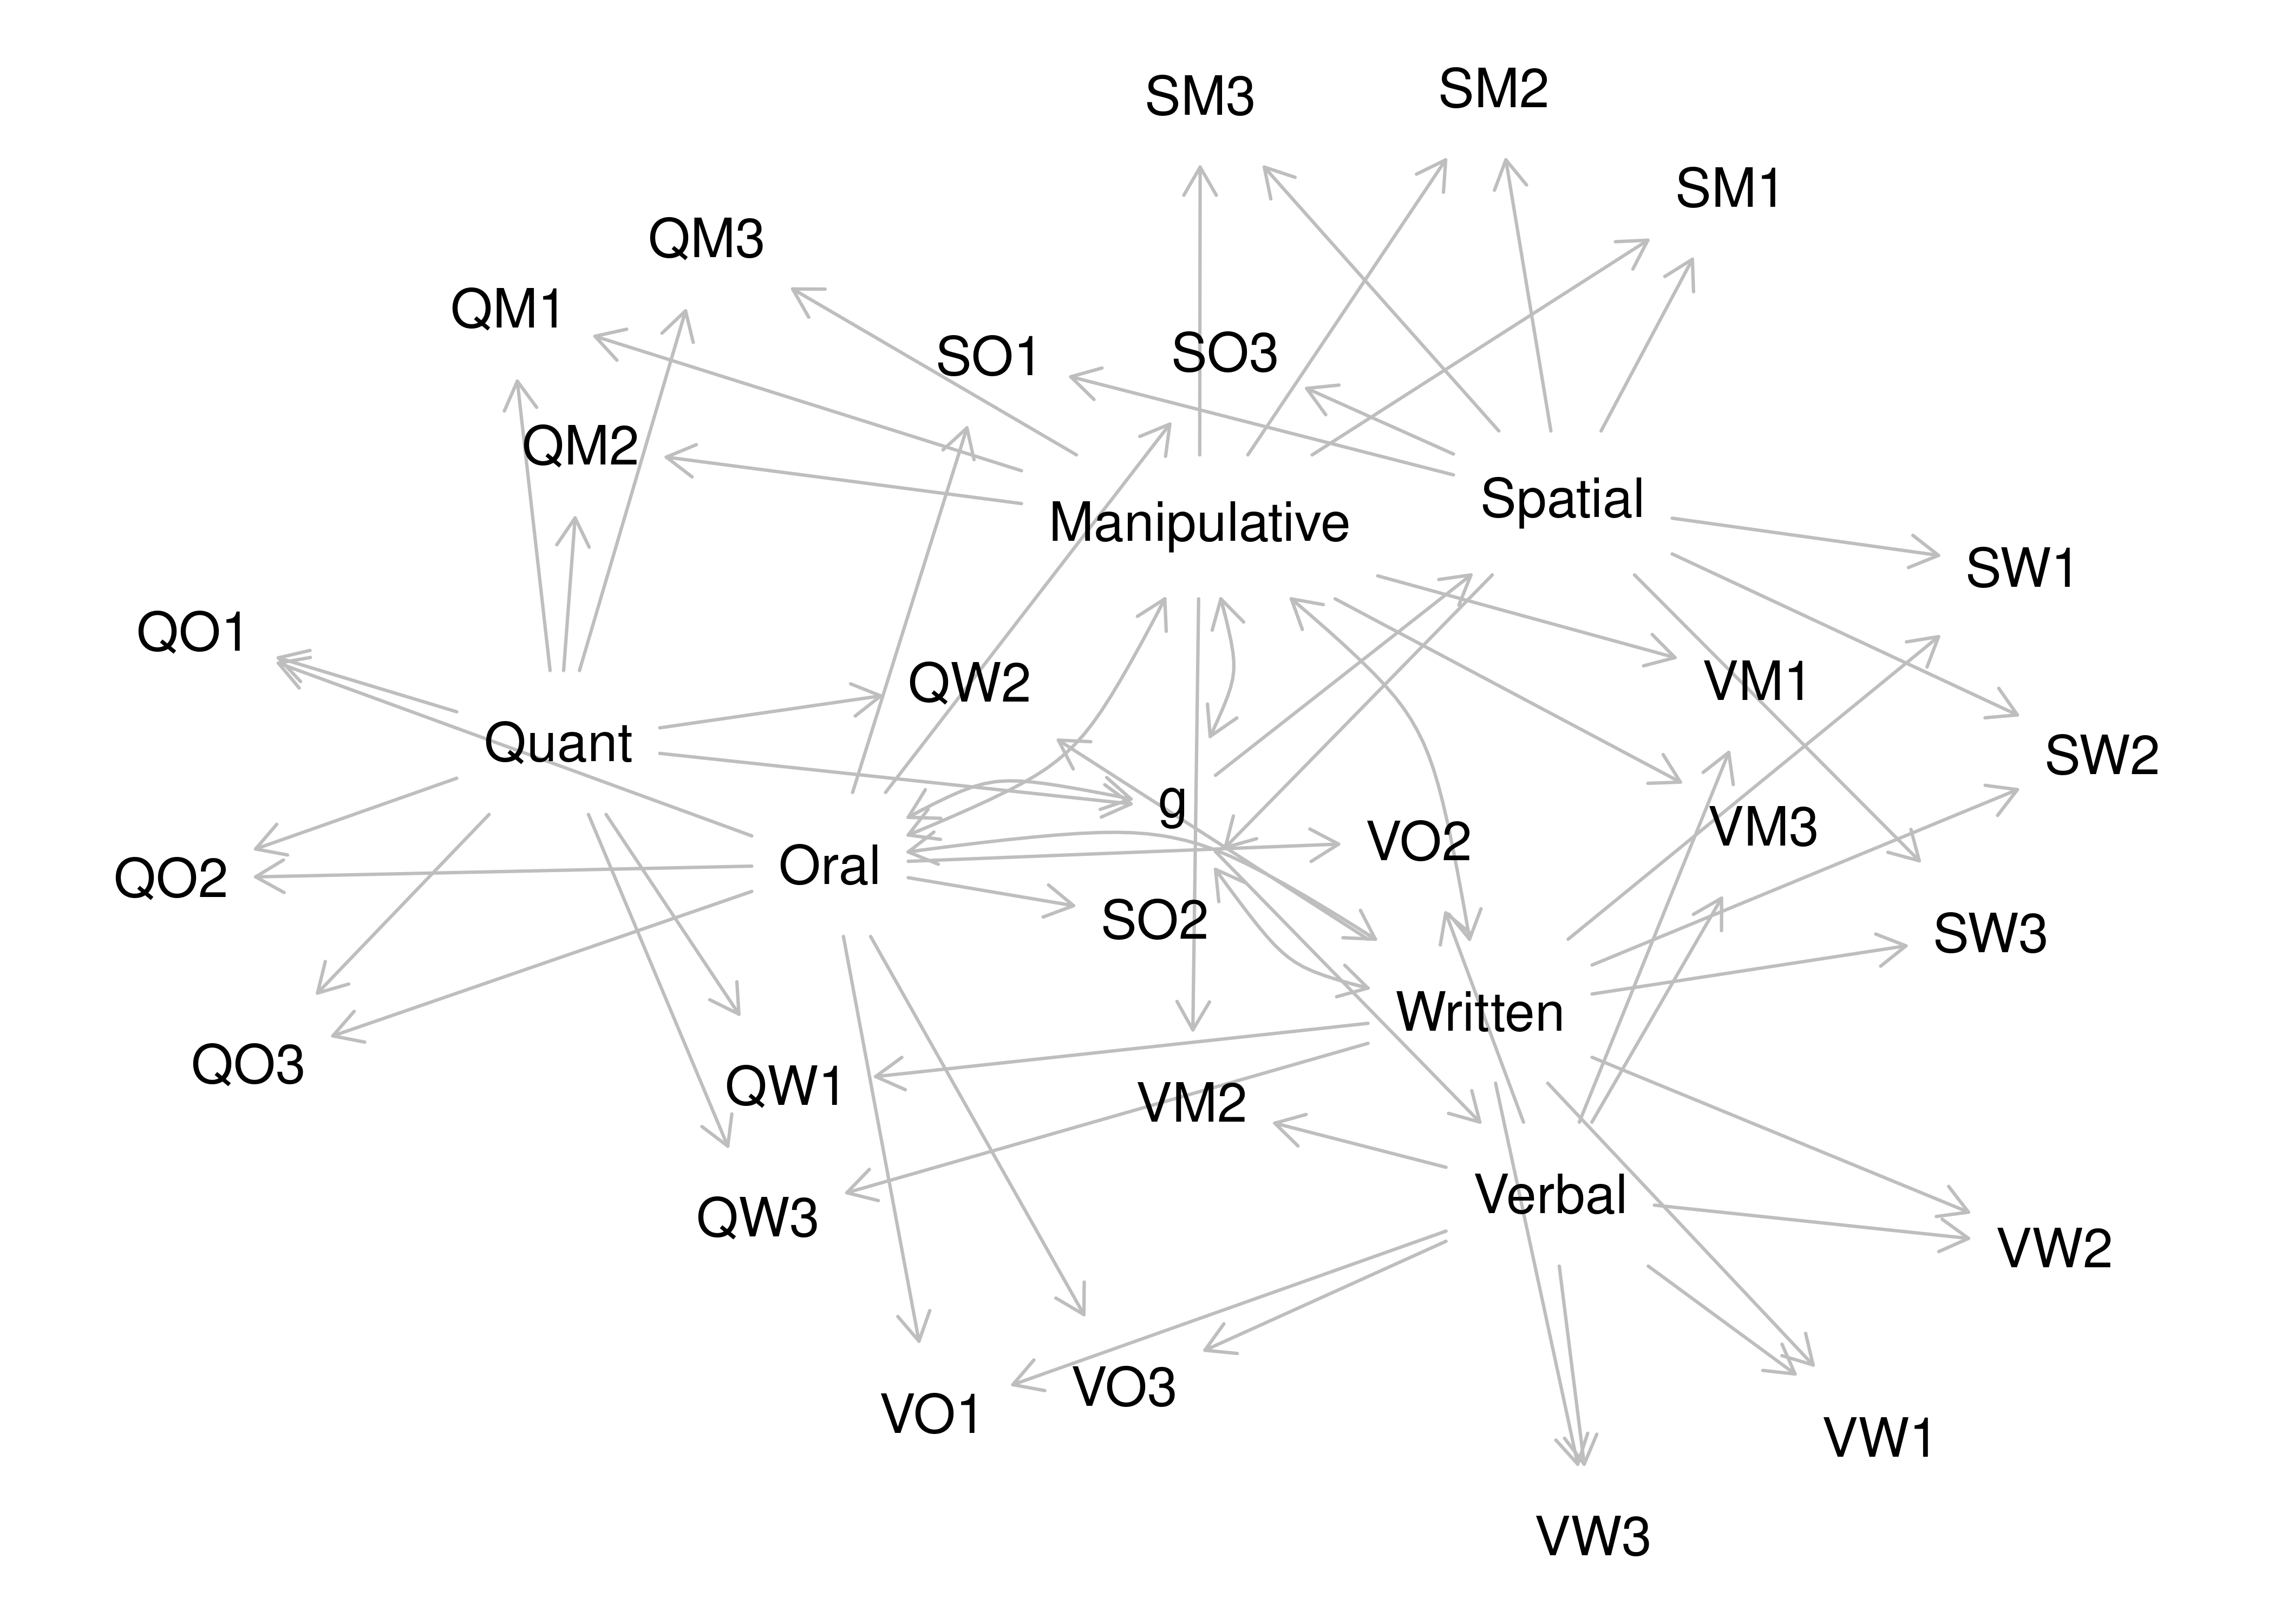 SM3
SM2
SM1
QM3
QM1
SO1
SO3
QM2
Manipulative
Spatial
SW1
QO1
QW2
VM1
Quant
SW2
g
VO2
VM3
Oral
QO2
SO2
SW3
Written
QO3
QW1
VM2
Verbal
QW3
VW2
VO3
VO1
VW1
VW3